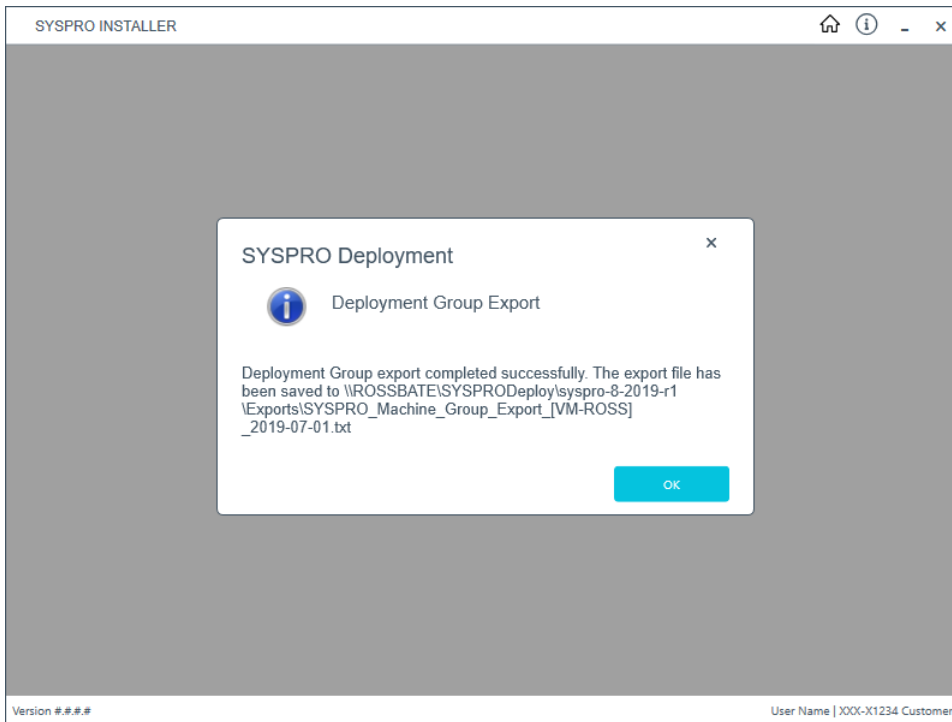 SYSPRO INSTALLER
SYSPRO Deployment
Deployment Group Export
Deployment Group export completed successfully. The export file has
been saved to \\ROSSBATE\SYSPRODeploy\syspro-8-2019-r1
\Exports\SYSPRO_Machine_Group_Export_[VM-ROSS]
_2019-07-01.txt
OK
Version #.#.#.#
User Name | XXX-X1234 Customer